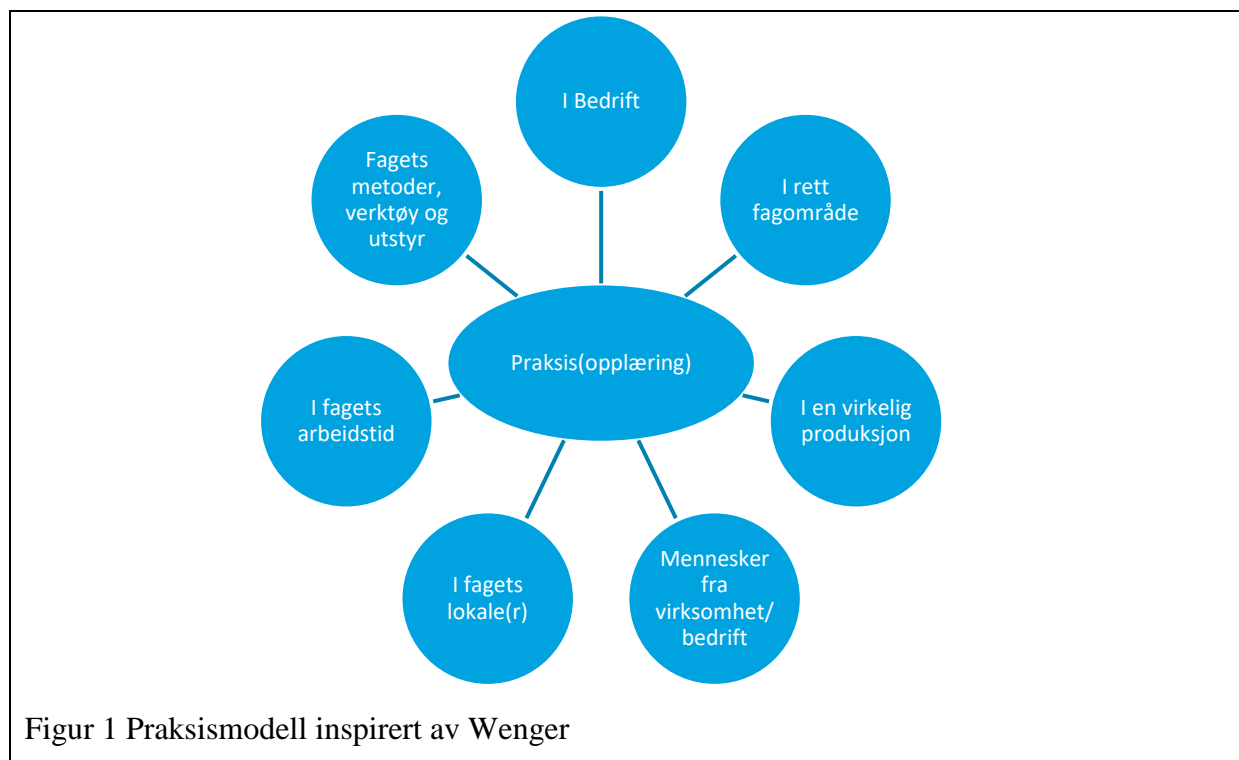 I Bedrift
Fagets
metoder,
verktøy og
utstyr
I rett
fagområde
Praksis(opplæring)
I fagets
arbeidstid
I en virkelig
produksjon
I fagets
lokale(r)
Mennesker
fra
virksomhet/
bedrift
Figur 1 Praksismodell inspirert av Wenger